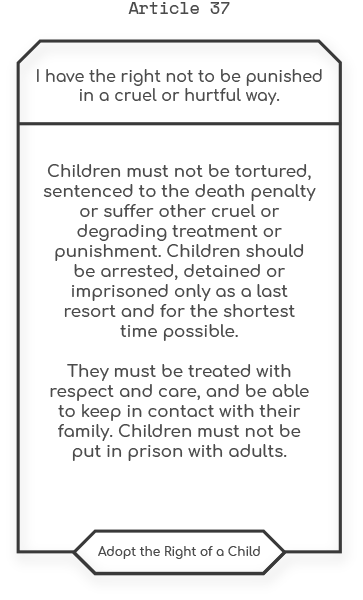 Article 37
I have the right not to be punished
in a cruel or hurtful way.
Children must not be tortured,
sentenced to the death penalty
or suffer other cruel or
degrading treatment or
punishment. Children should
be arrested, detained or
imprisoned only as a last
resort and for the shortest
time possible.
They must be treated with
respect and care, and be able
to keep in contact with their
family. Children must not be
put in prison with adults.
Adopt the Right of a Child